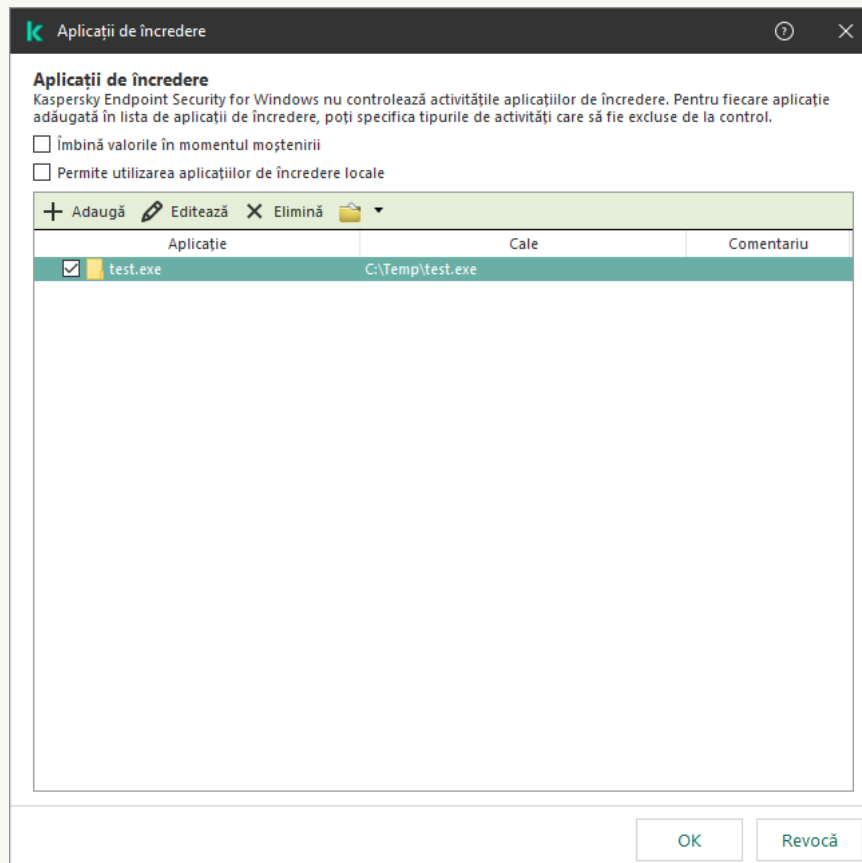 Aplicații de încredere
Aplicații de încredere
Kaspersky Endpoint Security for Windows nu controlează activitățile aplicațiilor de încredere. Pentru fiecare aplicație
adăugată în lista de aplicații de încredere, poți specifica tipurile de activități care să fie excluse de la control.
Îmbină valorile în momentul moștenirii
Permite utilizarea aplicațiilor de încredere locale
Adaugă Editează Elimină
Aplicație Cale Comentariu
test.exe C:\Temp\test.exe
OK Revocă